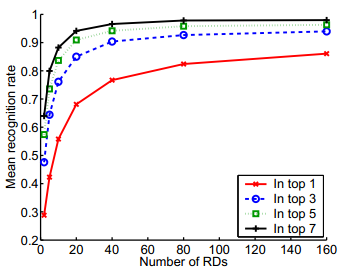 Mean recognition rate
1
0.9
0.8
0.7
0.6
0.5
0.4
0.3
0.2
0 20 40 60 80 100 120 140 160
Number of RDs
In top 1
In top 3
In top 5
In top 7